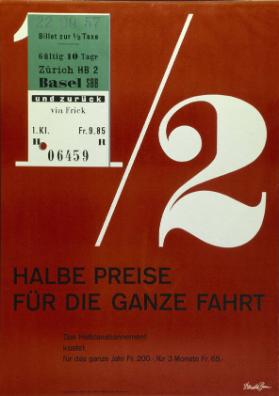 22.04.57
Billet zur ½ Taxe
Gültig 10 Tage
Zürich HB 2
Basel SBB
und zurück
via Frick
1. Kl. Fr. 9.85
H R
06459
1/2
HALBE PREISE
FÜR DIE GANZE FAHRT
Das Halbtaxabonnement
kostet
für das ganze Jahr Fr. 200.- für 3 Monate Fr. 65.-